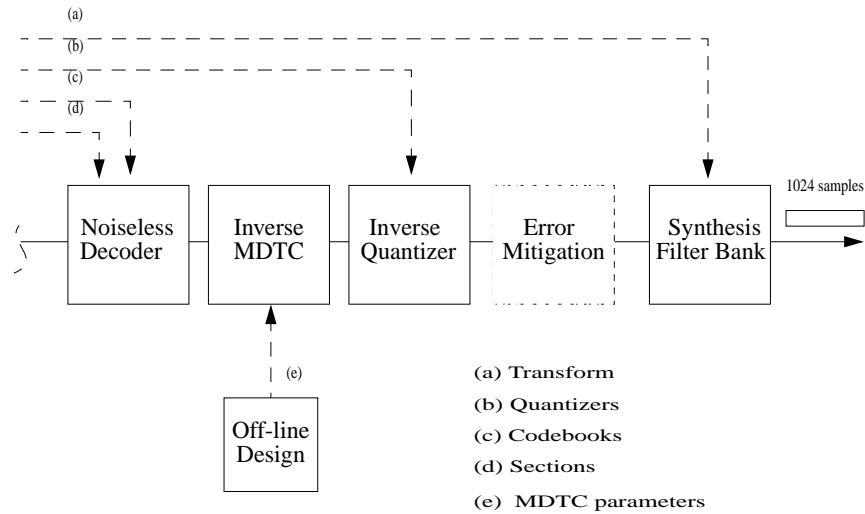 (a)
(b)
(c)
(d)
1024 samples
Noiseless
Decoder
Inverse
MDTC
Inverse
Quantizer
Error
Mitigation
Synthesis
Filter Bank
(e)
Off-line
Design
(a) Transform
(b) Quantizers
(c) Codebooks
(d) Sections
(e) MDTC parameters